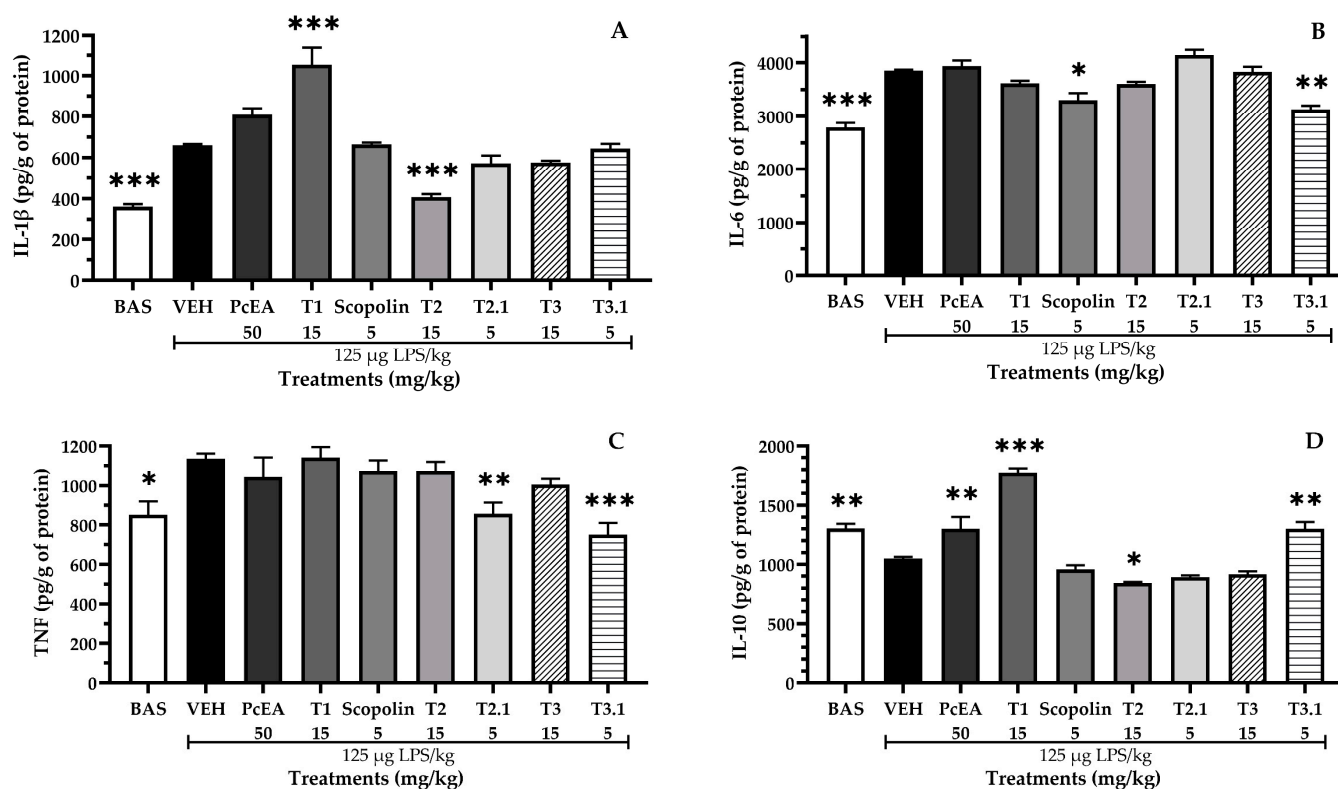 A
IL-1β (pg/g of protein)
1200
1000
800
600
400
200
0
***
***
***
BAS VEH PcEA T1 Scopolin T2 T2.1 T3 T3.1
50 15 5 15 5 15 5
125 µg LPS/kg
Treatments (mg/kg)
B
IL-6 (pg/g of protein)
4000
3000
2000
1000
0
***
*
**
BAS VEH PcEA T1 Scopolin T2 T2.1 T3 T3.1
50 15 5 15 5 15 5
125 µg LPS/kg
Treatments (mg/kg)
C
TNF (pg/g of protein)
1200
1000
800
600
400
200
0
*
**
***
BAS VEH PcEA T1 Scopolin T2 T2.1 T3 T3.1
50 15 5 15 5 15 5
125 µg LPS/kg
Treatments (mg/kg)
D
IL-10 (pg/g of protein)
2000
1500
1000
500
0
**
**
***
*
**
BAS VEH PcEA T1 Scopolin T2 T2.1 T3 T3.1
50 15 5 15 5 15 5
125 µg LPS/kg
Treatments (mg/kg)